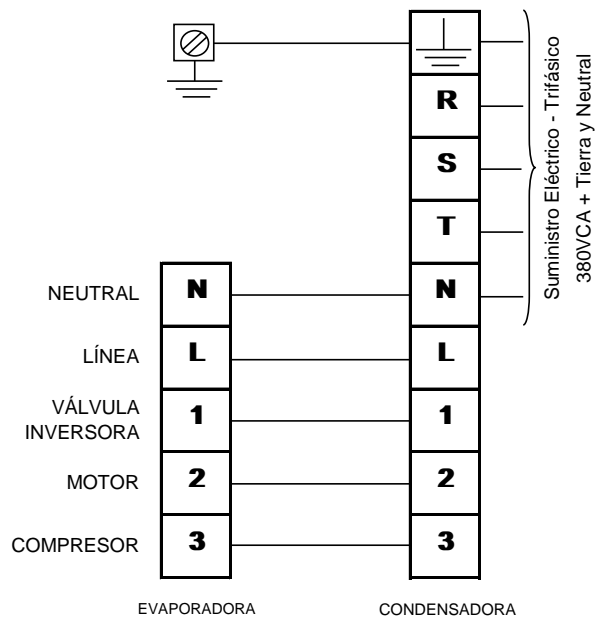 R
S
T
Suministro Eléctrico - Trifásico
380VCA + Tierra y Neutral
NEUTRAL N N
LÍNEA L L
VÁLVULA
INVERSORA 1 1
MOTOR 2 2
COMPRESOR 3 3
EVAPORADORA CONDENSADORA